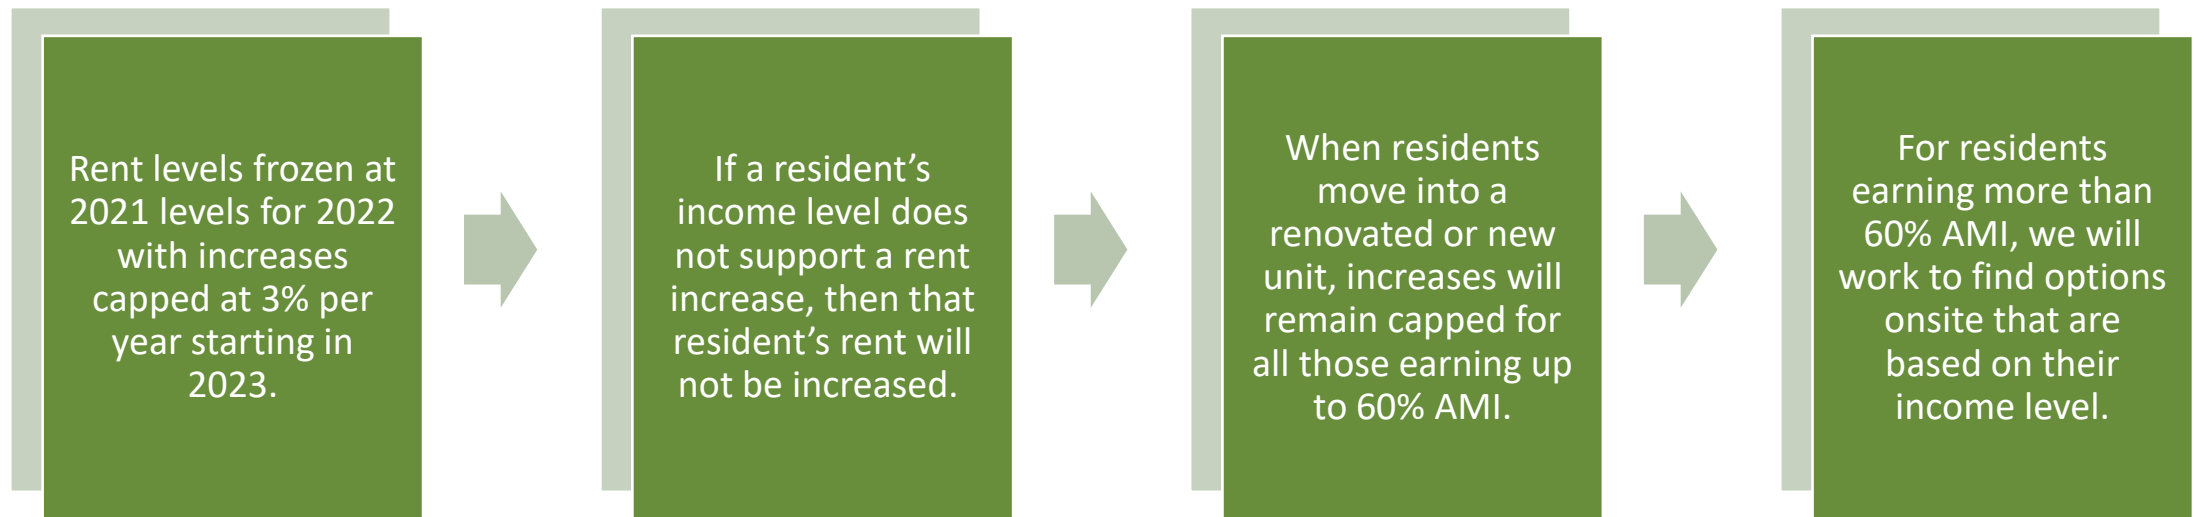 Rent levels frozen at
2021 levels for 2022
with increases
capped at 3% per
year starting in
2023.
If a resident’s
income level does
not support a rent
increase, then that
resident’s rent will
not be increased.
When residents
move into a
renovated or new
unit, increases will
remain capped for
all those earning up
to 60% AMI.
For residents
earning more than
60% AMI, we will
work to find options
onsite that are
based on their
income level.